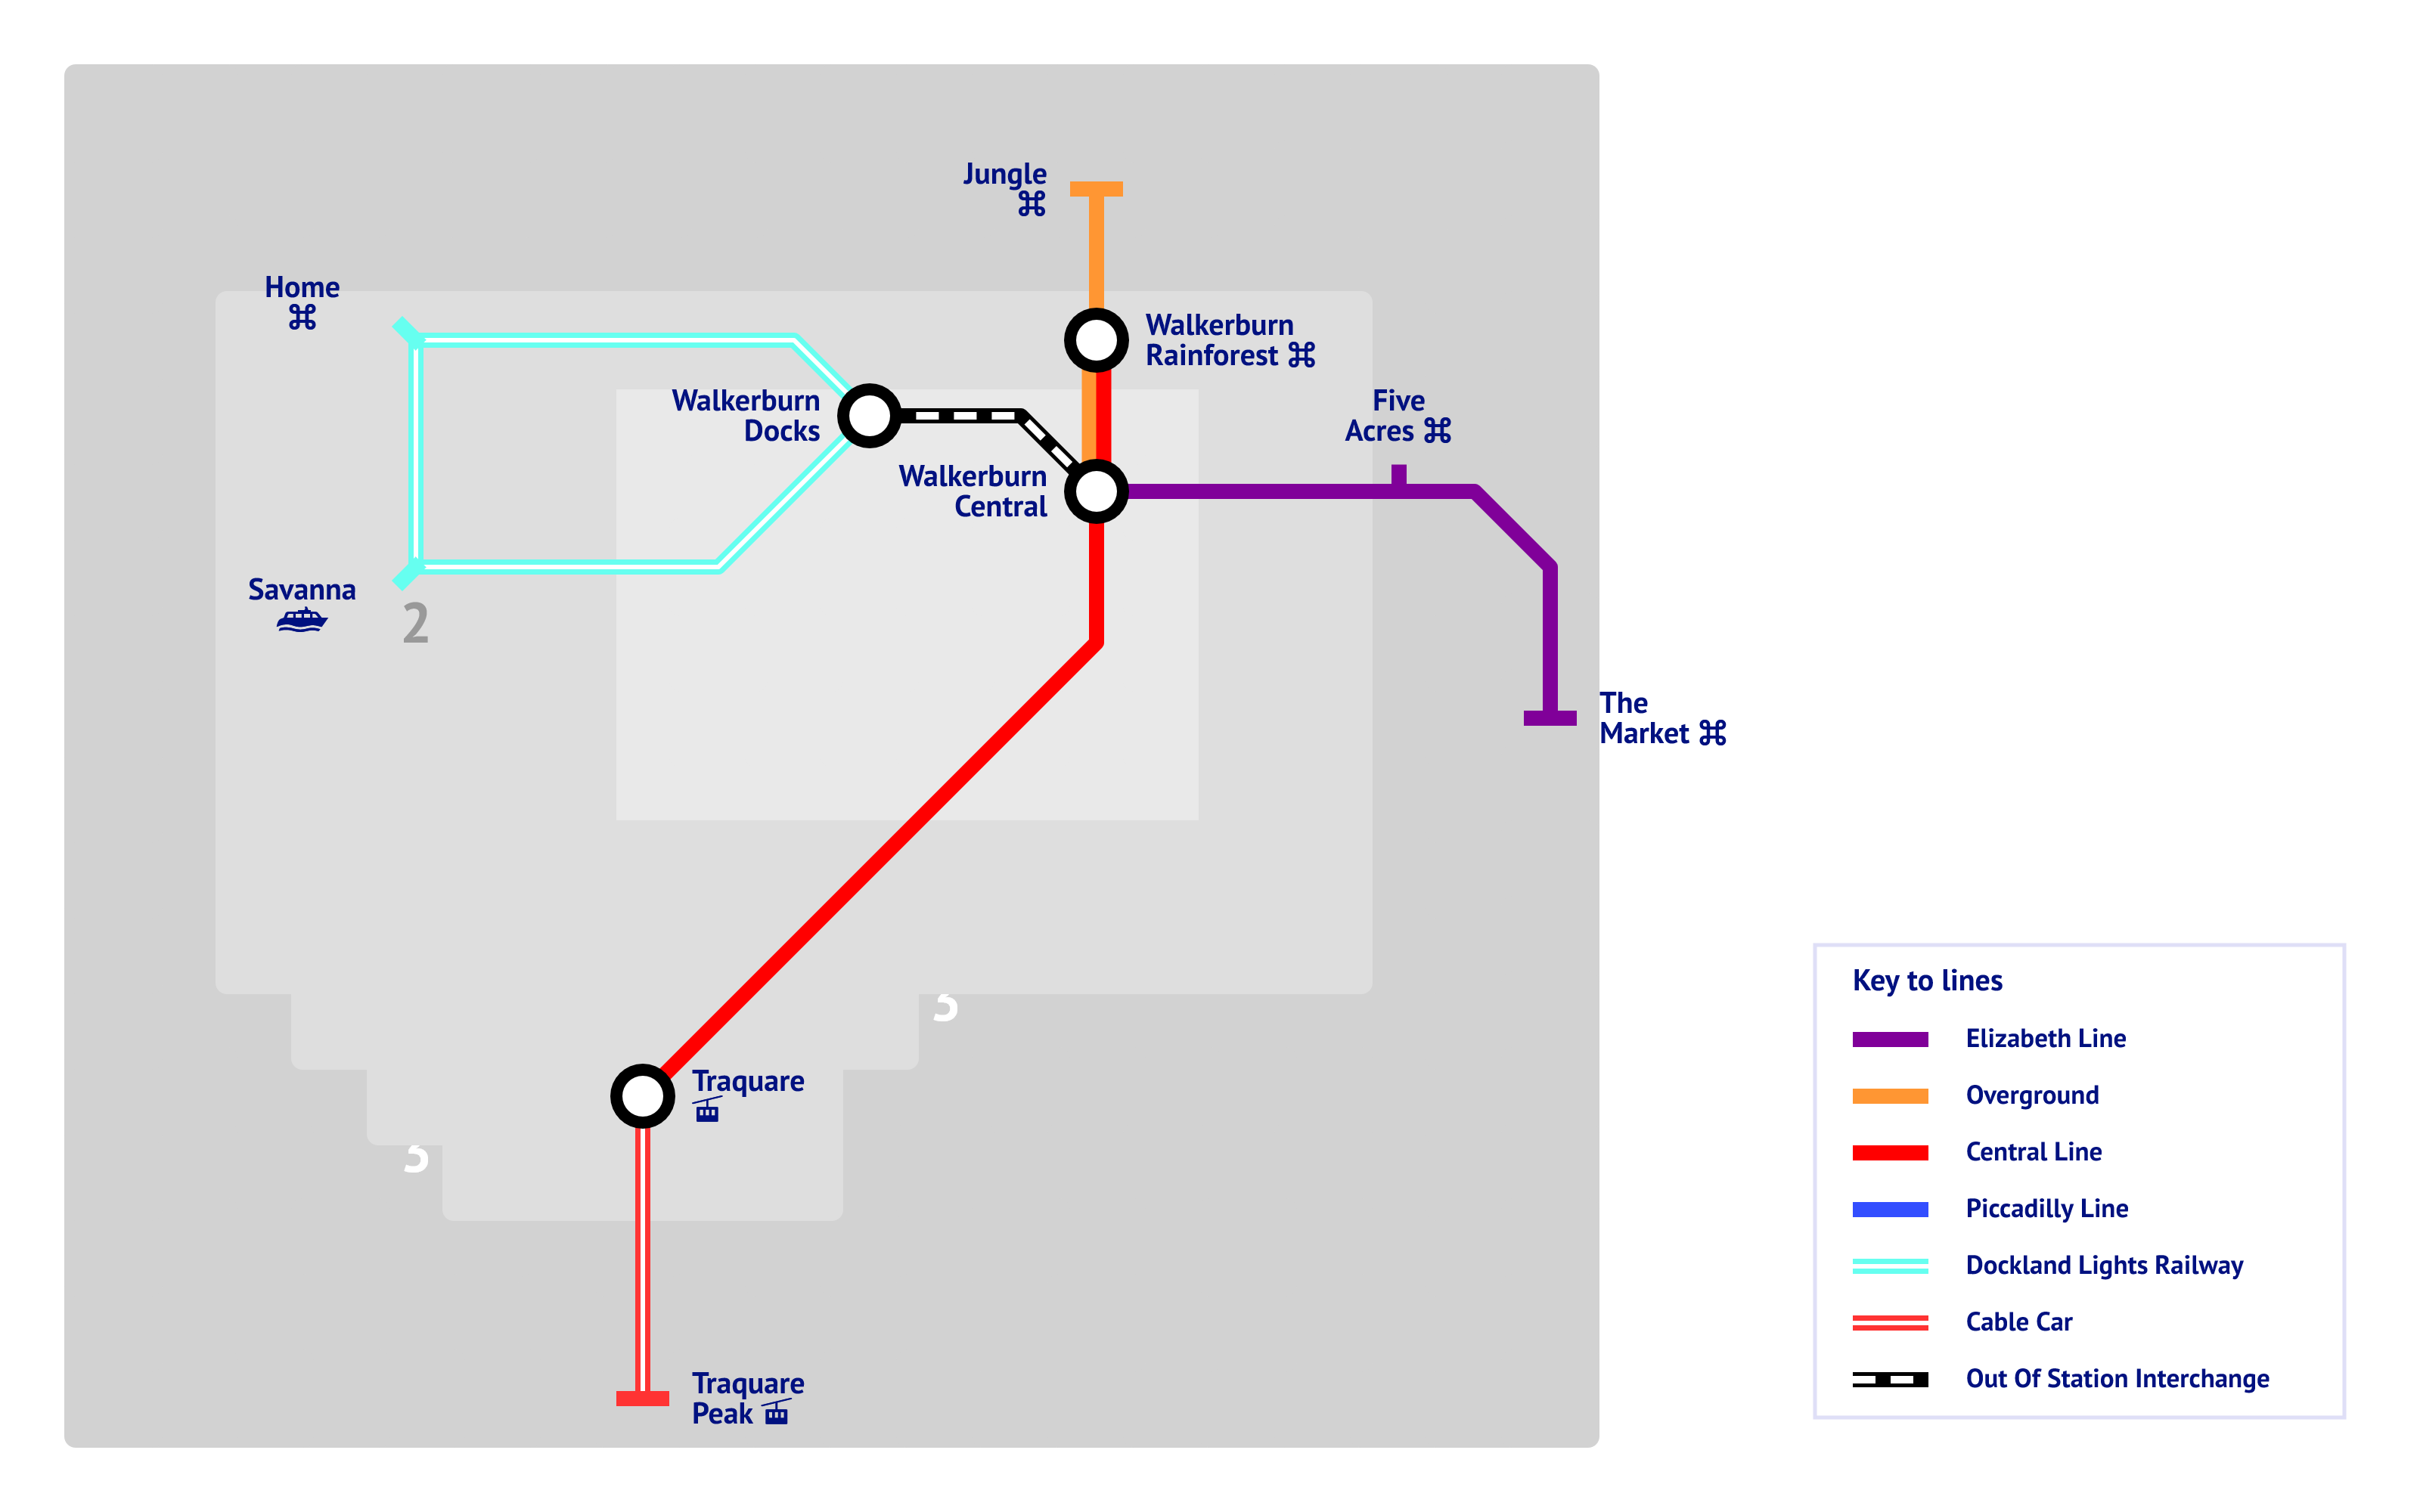 Jungle
⌘
Home
⌘
Walkerburn
Rainforest ⌘
Walkerburn
Docks
Five
Acres ⌘
Walkerburn
Central
Savanna
2
The
Market ⌘
Key to lines
3
Elizabeth Line
Traquare
Overground
Central Line
3
Piccadilly Line
Dockland Lights Railway
Cable Car
Traquare
Peak
Out Of Station Interchange